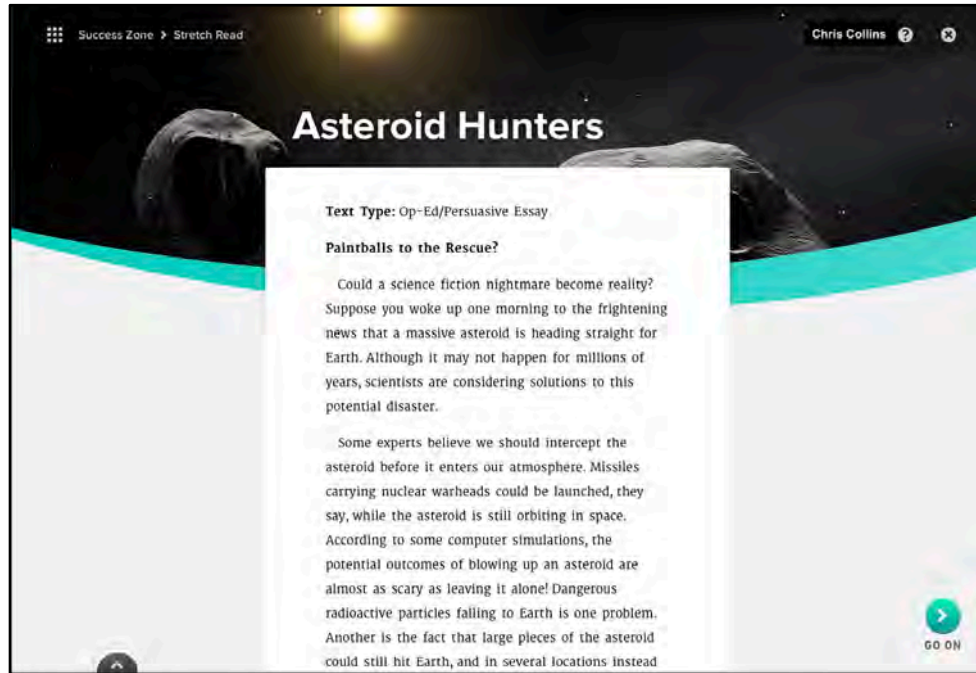 Success Zone > Stretch Read
Chris Collins ?
Asteroid Hunters
Text Type: Op-Ed/Persuasive Essay
Paintballs to the Rescue?
Could a science fiction nightmare become reality?
Suppose you woke up one morning to the frightening
news that a massive asteroid is heading straight for
Earth. Although it may not happen for millions of
years, scientists are considering solutions to this
potential disaster.
Some experts believe we should intercept the
asteroid before it enters our atmosphere. Missiles
carrying nuclear warheads could be launched, they
say, while the asteroid is still orbiting in space.
According to some computer simulations, the
potential outcomes of blowing up an asteroid are
almost as scary as leaving it alone! Dangerous
radioactive particles falling to Earth is one problem.
Another is the fact that large pieces of the asteroid
could still hit Earth, and in several locations instead
GO ON